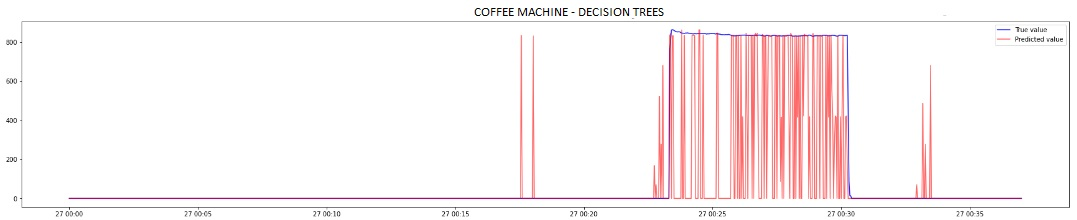 COFFEE MACHINE - DECISION TREES
True value
Predicted value
800
600
400
200
0
27 00:00 27 00:05 27 00:10 27 00:15 27 00:20 27 00:25 27 00:30 27 00:35